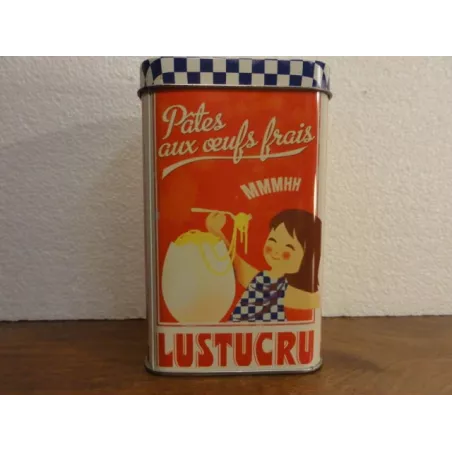 Pâtes
aux œufs frais
MMMHH
LUSTUCRU